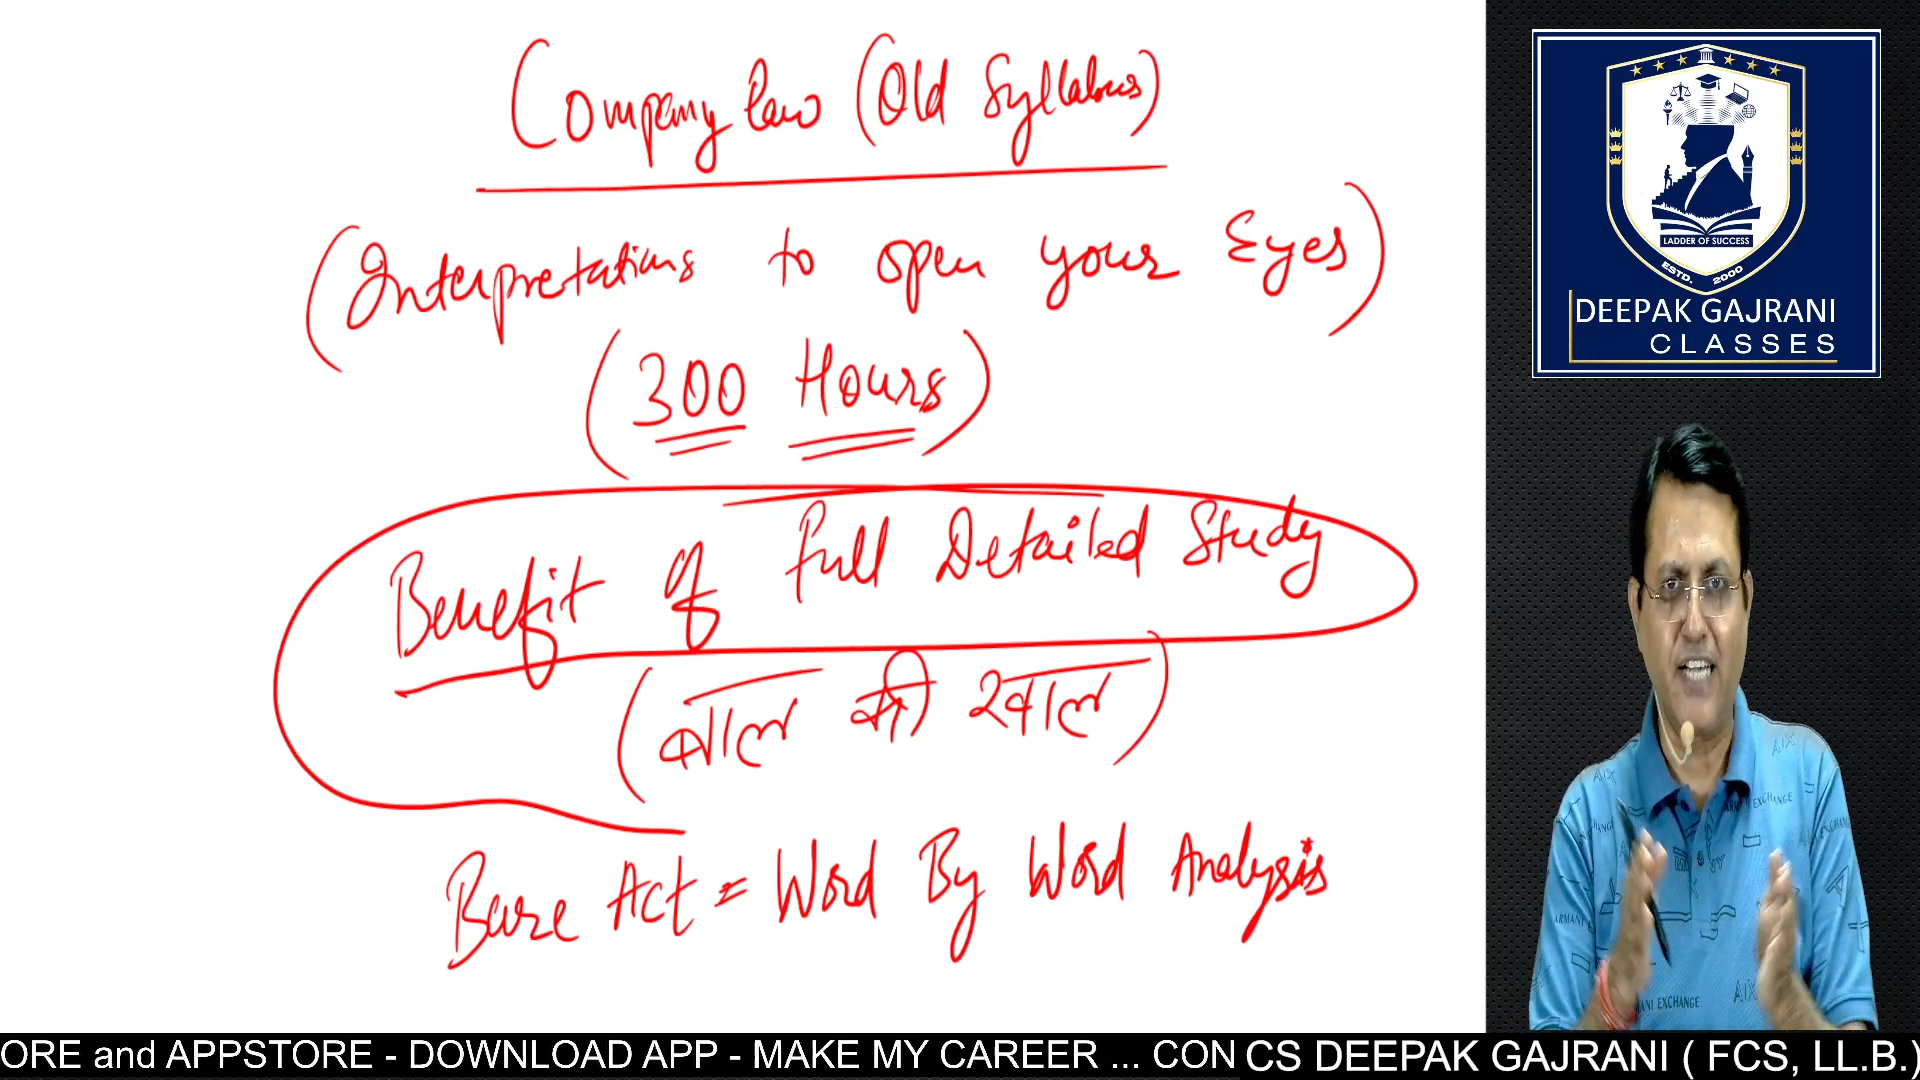 Company law (Old Syllabus)
(Interpretations to open your Eyes)
(300 Hours)
Benefit of Full Detailed Study
(बाल की खाल)
Bare Act = Word By Word Analysis
LADDER OF SUCCESS
ESTD. 2000
DEEPAK GAJRANI
CLASSES
ORE and APPSTORE - DOWNLOAD APP - MAKE MY CAREER ... CON CS DEEPAK GAJRANI ( FCS, LL.B.)